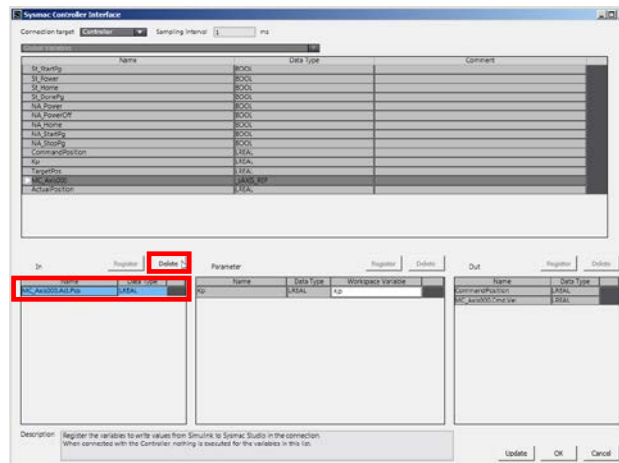 Sysmac Controller Interface
Connection target Controller Sampling Interval 1 ms
Global Variables
Name Data Type Comment
St_StartPg BOOL
St_Power BOOL
St_Home BOOL
St_DonePg BOOL
NA_Power BOOL
NA_PowerOff BOOL
NA_Home BOOL
NA_StartPg BOOL
NA_StopPg BOOL
CommandPosition LREAL
Kp LREAL
TargetPos LREAL
MC_Axis000 _sAXIS_REF
ActualPosition LREAL
In Register Delete Parameter Register Delete Out Register Delete
Name Data Type Name Data Type Workspace Variable Name Data Type
MC_Axis000.Act.Pos LREAL Kp LREAL Kp CommandPosition LREAL
MC_Axis000.Cmd.Vel LREAL
Description Register the variables to write values from Simulink to Sysmac Studio in the connection.
When connected with the Controller, nothing is executed for the variables in this list.
Update OK Cancel